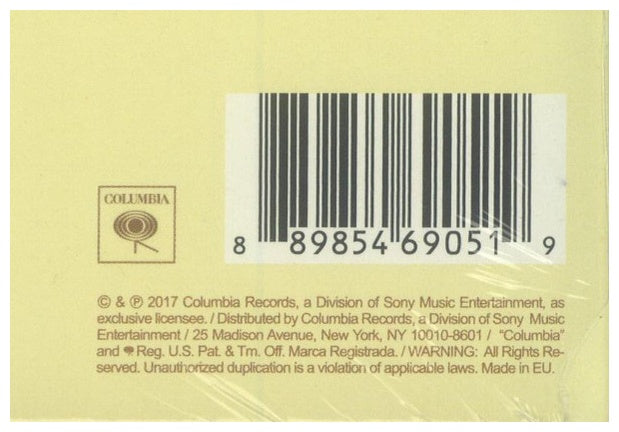 COLUMBIA
8 89854 69051 9
© & ℗ 2017 Columbia Records, a Division of Sony Music Entertainment, as
exclusive licensee. / Distributed by Columbia Records, a Division of Sony Music
Entertainment / 25 Madison Avenue, New York, NY 10010-8601 / "Columbia"
and Reg. U.S. Pat. & Tm. Off. Marca Registrada. / WARNING: All Rights Re-
served. Unauthorized duplication is a violation of applicable laws. Made in EU.